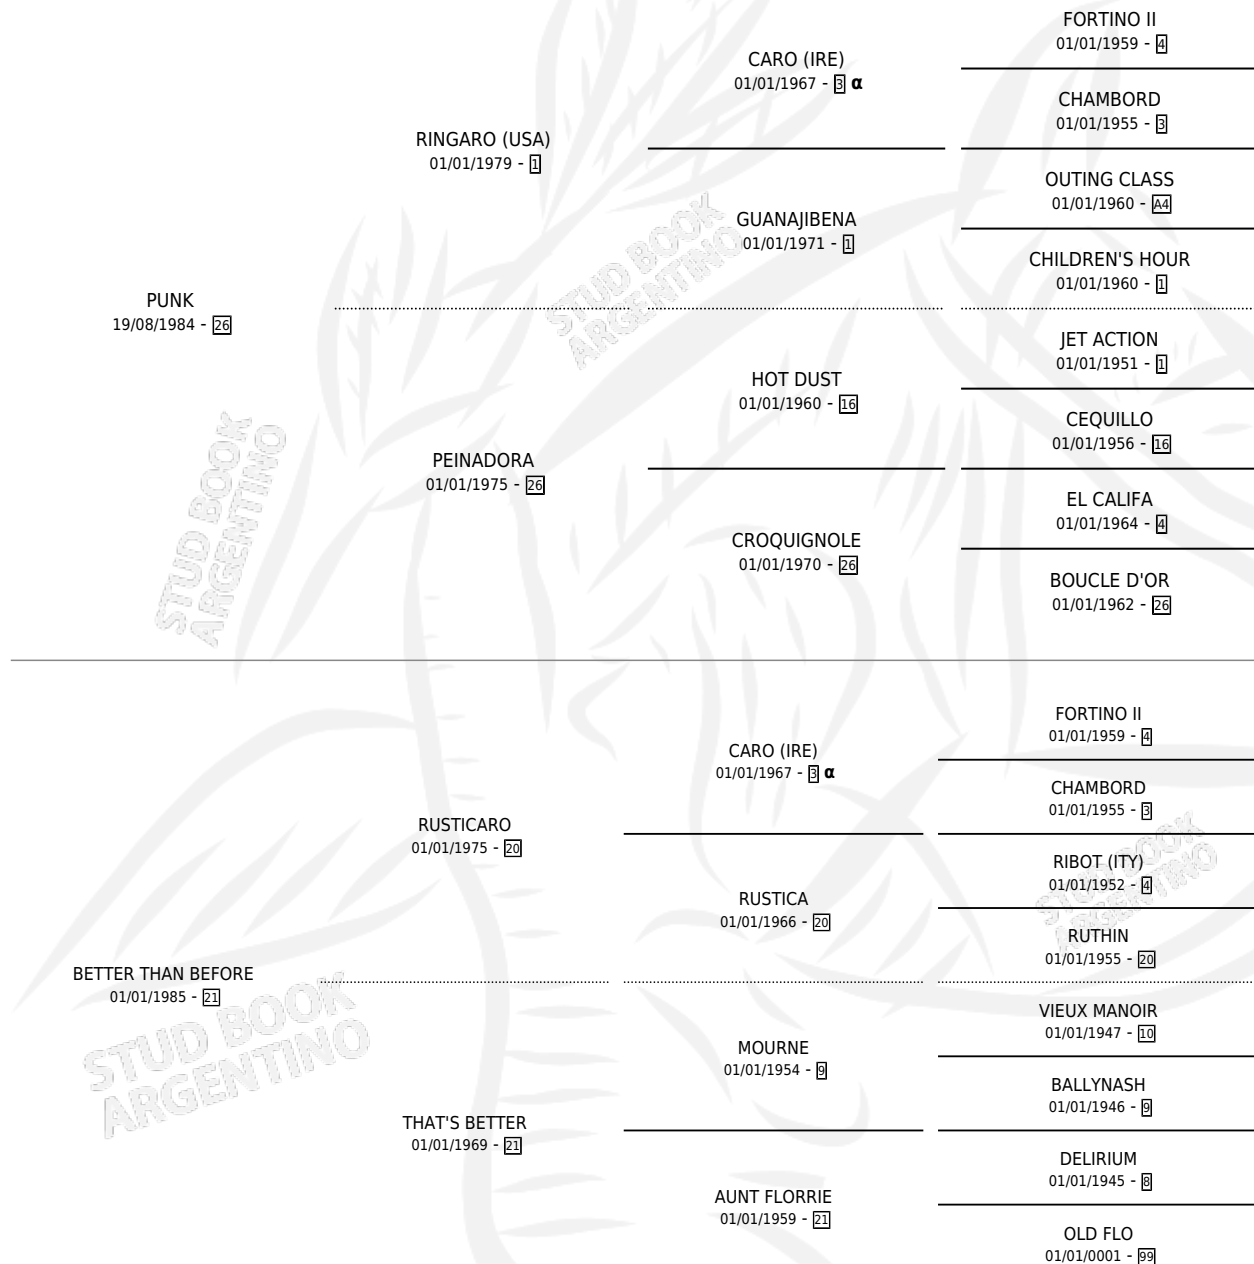 FORTINO II
01/01/1959 - 4
CARO (IRE)
01/01/1967 - 3 α
CHAMBORD
01/01/1955 - 3
RINGARO (USA)
01/01/1979 - 1
OUTING CLASS
01/01/1960 - A4
GUANAJIBENA
01/01/1971 - 1
CHILDREN'S HOUR
01/01/1960 - 1
PUNK
19/08/1984 - 26
JET ACTION
01/01/1951 - 1
HOT DUST
01/01/1960 - 16
CEQUILLO
01/01/1956 - 16
PEINADORA
01/01/1975 - 26
EL CALIFA
01/01/1964 - 4
CROQUIGNOLE
01/01/1970 - 26
BOUCLE D'OR
01/01/1962 - 26
FORTINO II
01/01/1959 - 4
CARO (IRE)
01/01/1967 - 3 α
CHAMBORD
01/01/1955 - 3
RUSTICARO
01/01/1975 - 20
RIBOT (ITY)
01/01/1952 - 4
RUSTICA
01/01/1966 - 20
RUTHIN
01/01/1955 - 20
BETTER THAN BEFORE
01/01/1985 - 21
VIEUX MANOIR
01/01/1947 - 10
MOURNE
01/01/1954 - 9
BALLYNASH
01/01/1946 - 9
THAT'S BETTER
01/01/1969 - 21
DELIRIUM
01/01/1945 - 8
AUNT FLORRIE
01/01/1959 - 21
OLD FLO
01/01/0001 - 99
STUD BOOK
ARGENTINO
STUD BOOK
ARGENTINO
STUD BOOK
ARGENTINO
STUD BOOK
ARGENTINO